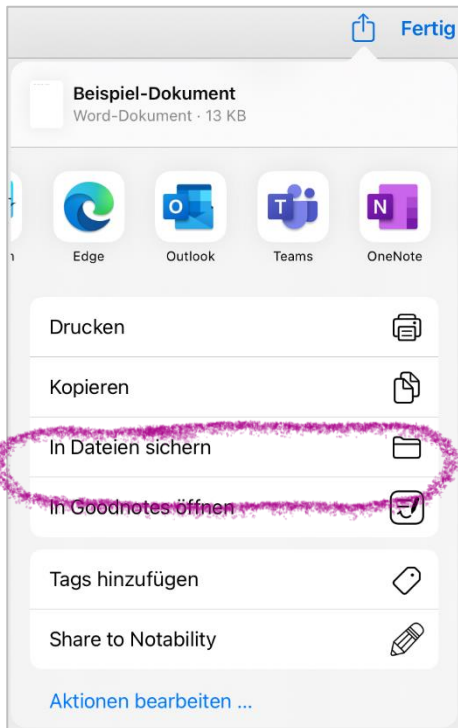 Fertig
Beispiel-Dokument
Word-Dokument · 13 KB
n Edge Outlook Teams OneNote
Drucken
Kopieren
In Dateien sichern
In Goodnotes öffnen
Tags hinzufügen
Share to Notability
Aktionen bearbeiten ...